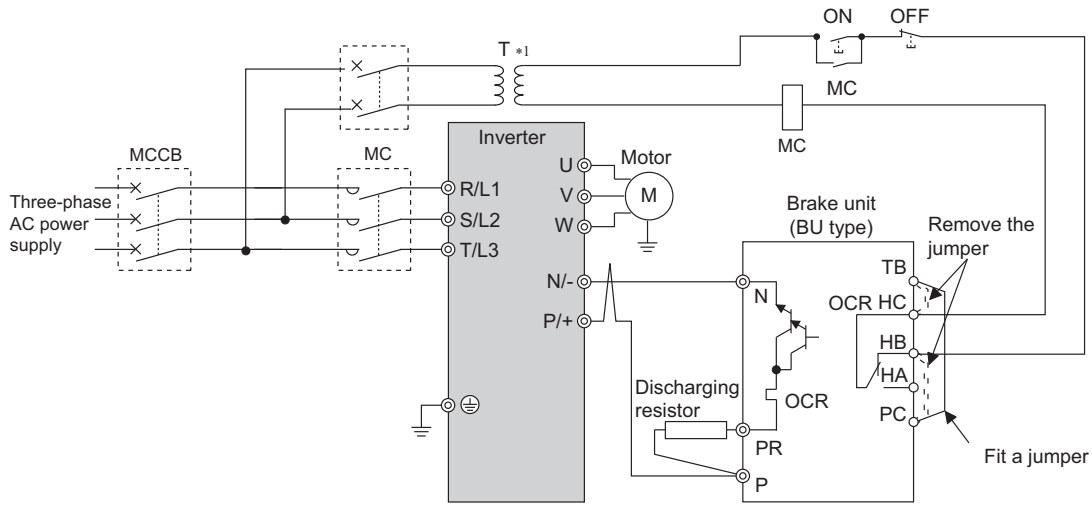 ON
OFF
T *1
MC
MC
MCCB
MC
Inverter
Motor
M
U
V
W
Three-phase
AC power
supply
R/L1
S/L2
T/L3
N/-
P/+
Brake unit
(BU type)
Remove the
jumper
TB
OCR HC
HB
HA
PC
N
OCR
Discharging
resistor
PR
P
Fit a jumper